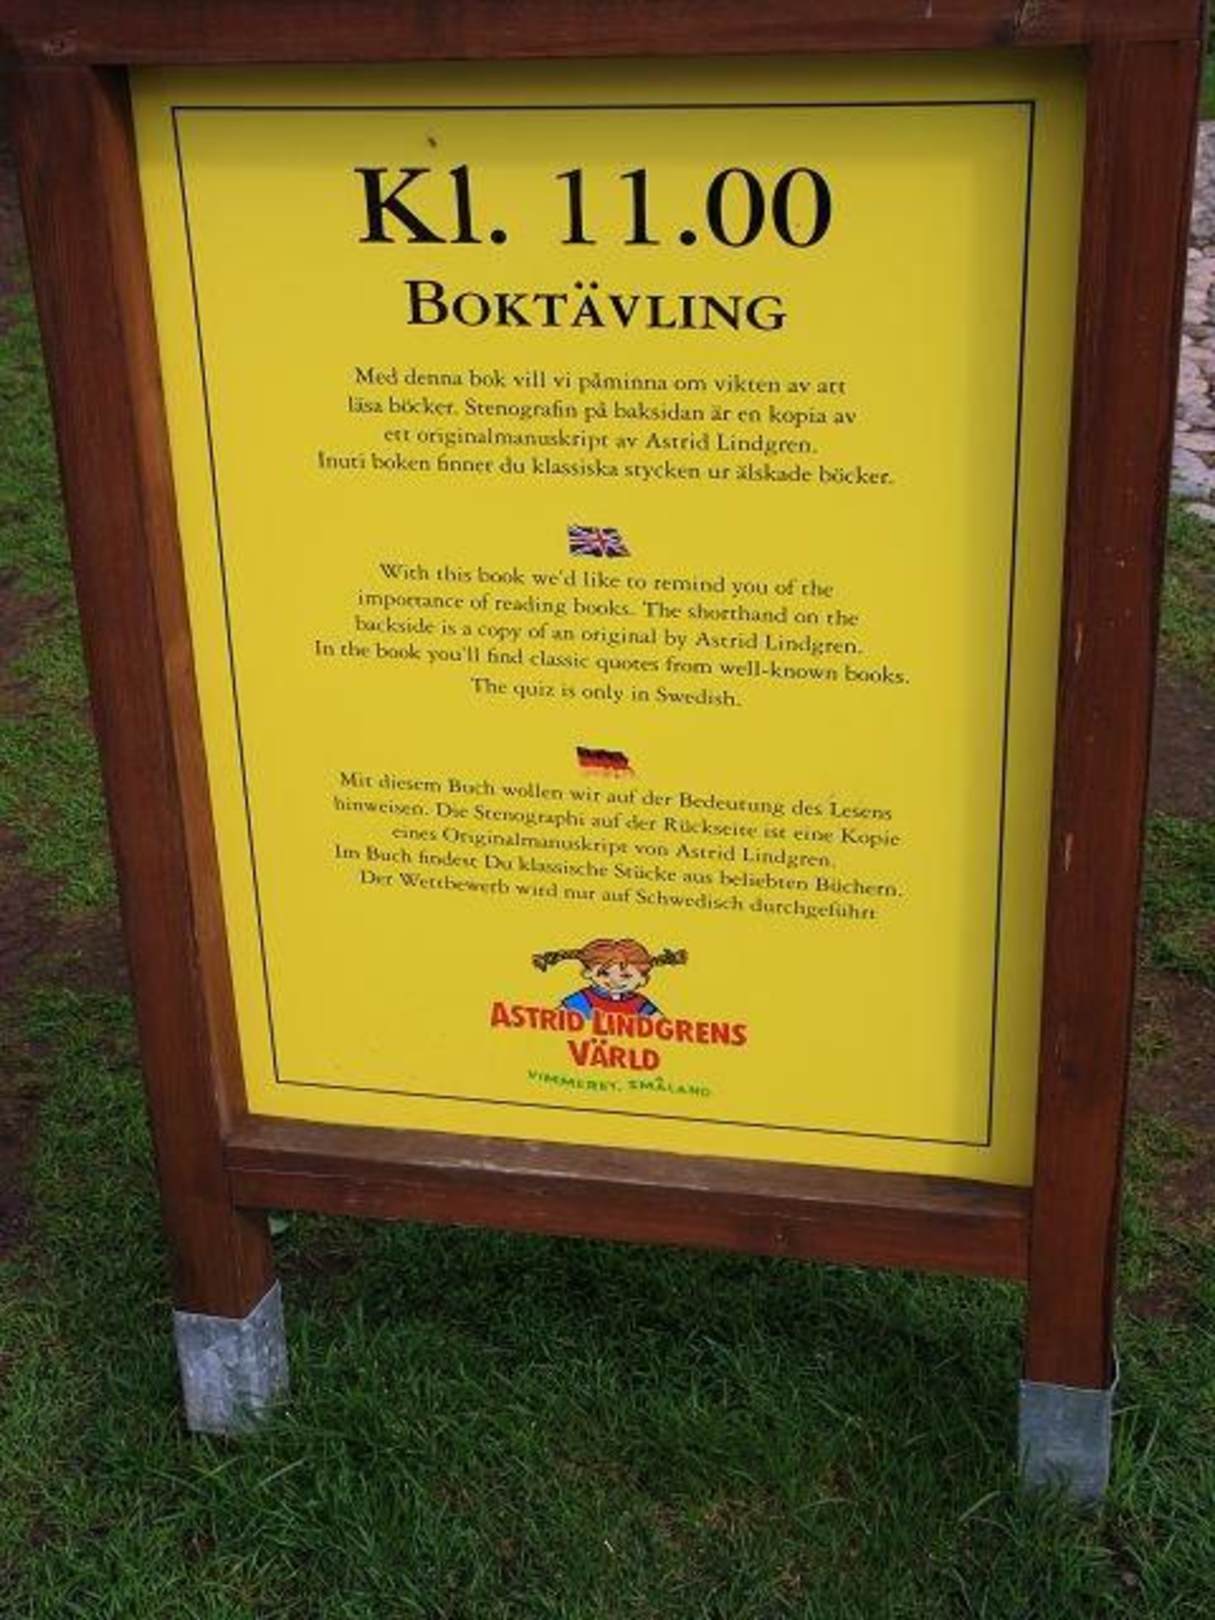 Kl. 11.00
BOKTÄVLING
Med denna bok vill vi påminna om vikten av att
läsa böcker. Stenografin på baksidan är en kopia av
ett originalmanuskript av Astrid Lindgren.
Inuti boken finner du klassiska stycken ur älskade böcker.
With this book we'd like to remind you of the
importance of reading books. The shorthand on the
backside is a copy of an original by Astrid Lindgren.
In the book you'll find classic quotes from well-known books.
The quiz is only in Swedish.
Mit diesem Buch wollen wir auf der Bedeutung des Lesens
hinweisen. Die Stenographi auf der Rückseite ist eine Kopie
eines Originalmanuskript von Astrid Lindgren.
Im Buch findest Du klassische Stücke aus beliebten Büchern.
Der Wettbewerb wird nur auf Schwedisch durchgeführt
ASTRID LINDGRENS
VÄRLD
VIMMERBY, SMÅLAND